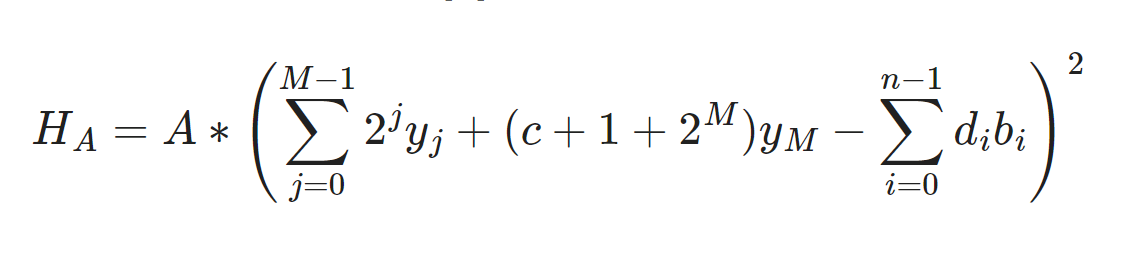 H_A = A * \left( \sum_{j=0}^{M-1} 2^j y_j + (c + 1 + 2^M) y_M - \sum_{i=0}^{n-1} d_i b_i \right)^2